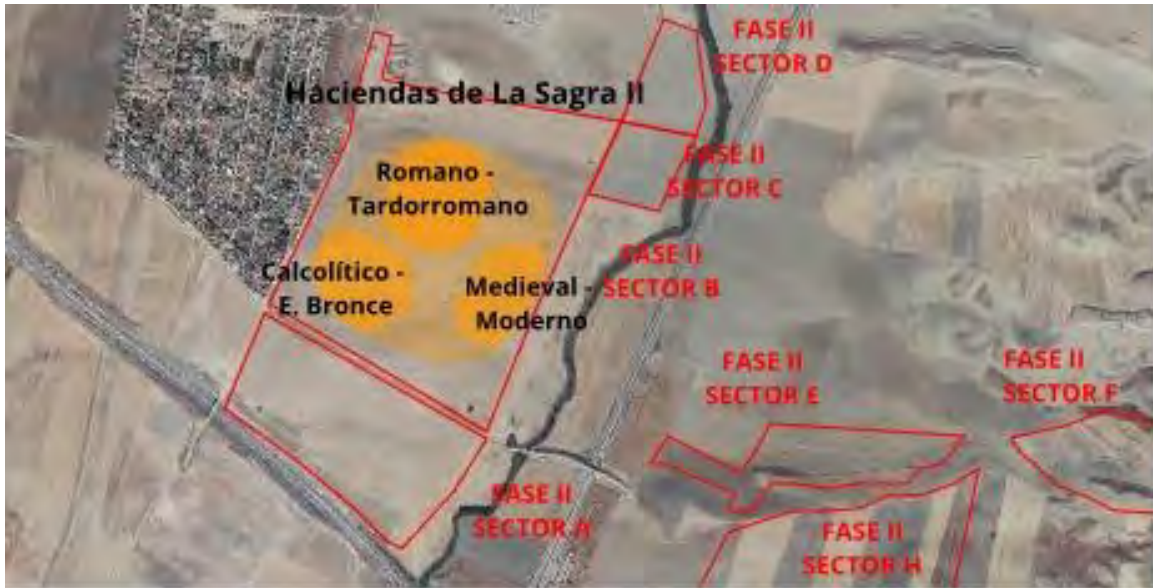 FASE II
SECTOR D
Haciendas de La Sagra II
FASE II
SECTOR C
Romano -
Tardorromano
FASE II
SECTOR B
Calcolítico -
E. Bronce
Medieval -
Moderno
FASE II
SECTOR E
FASE II
SECTOR F
FASE II
SECTOR A
FASE II
SECTOR H